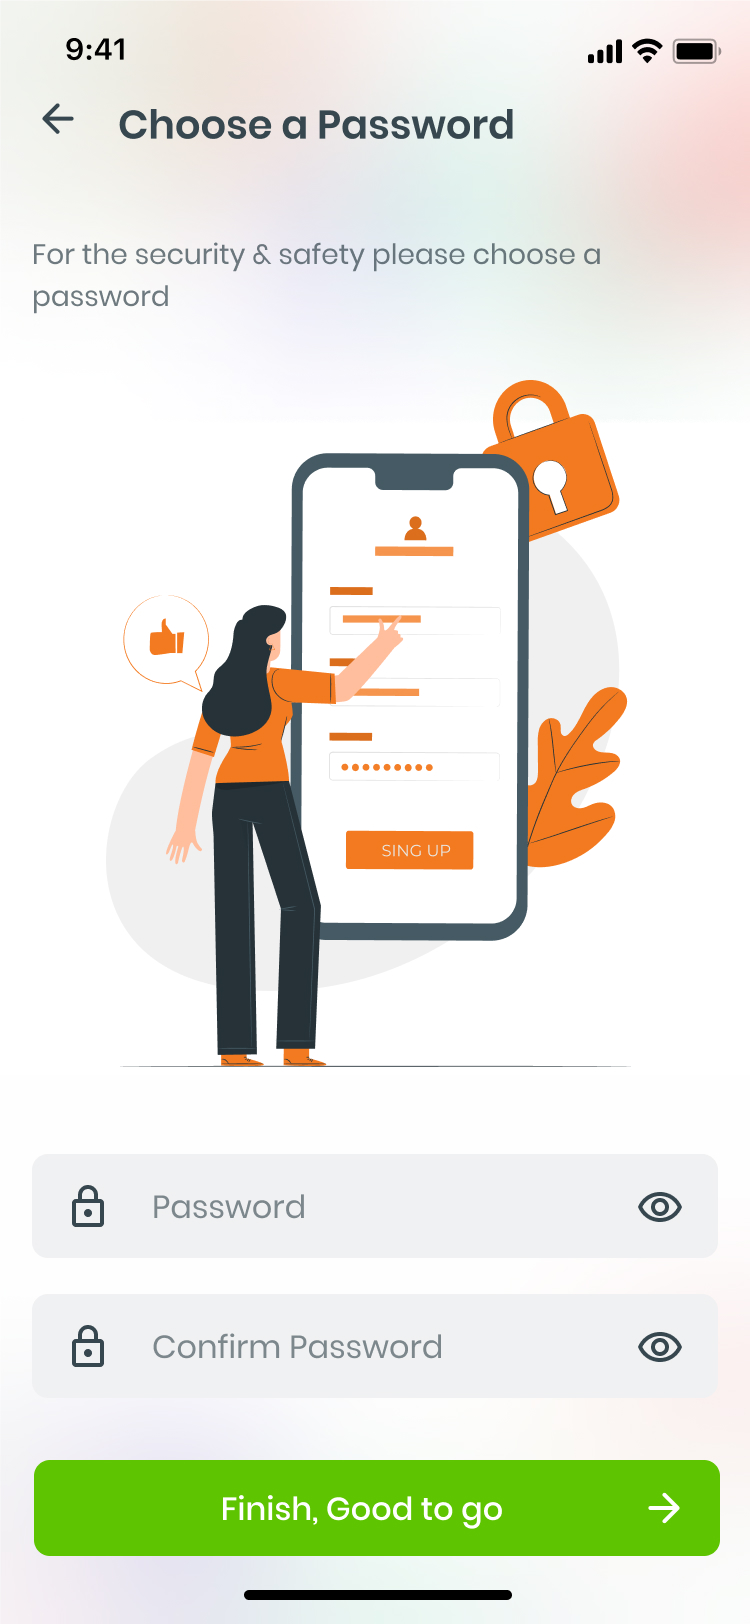 9:41
Choose a Password
For the security & safety please choose a
password
SING UP
Password
Confirm Password
Finish, Good to go